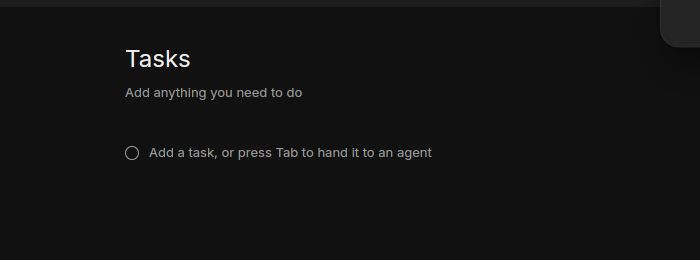 Tasks
Add anything you need to do
Add a task, or press Tab to hand it to an agent